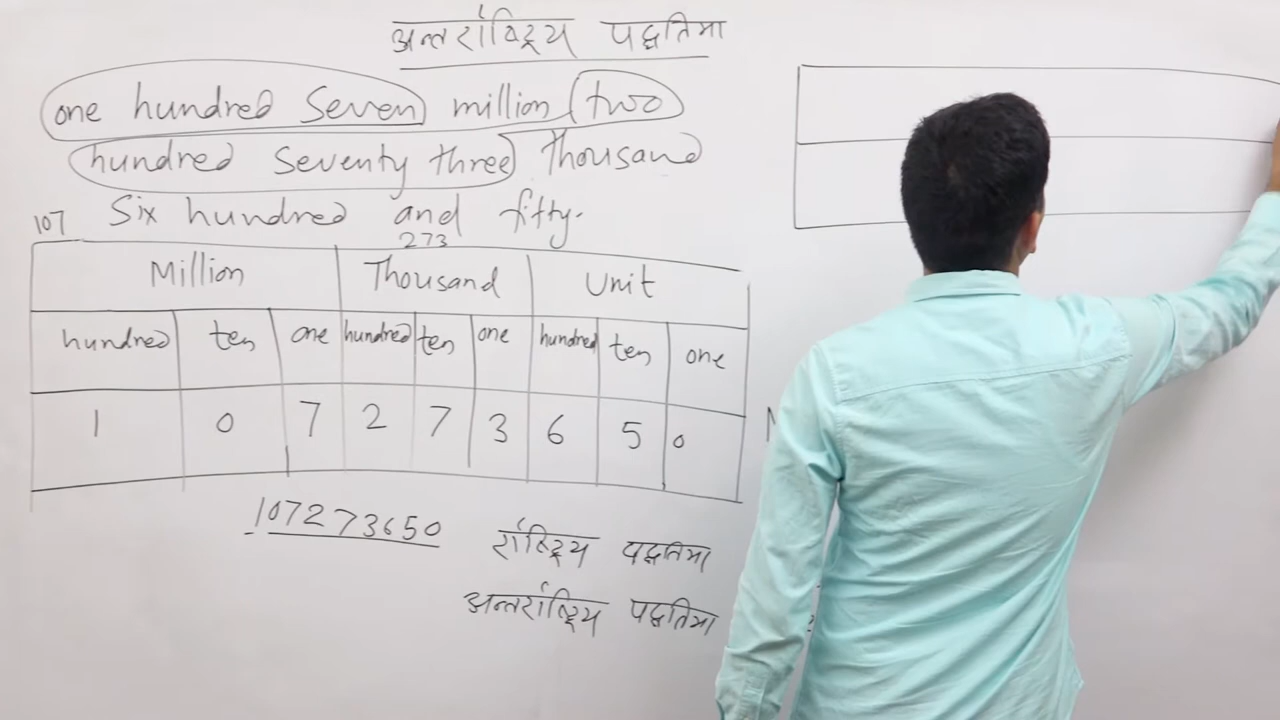 अन्तर्राष्ट्रिय पद्धतिमा
one hundred seven million two
hundred seventy three thousand
Six hundred and fifty.
107 273
Million Thousand Unit
hundred ten one hundred ten one hundred ten one
1 0 7 2 7 3 6 5 0
107273650 राष्ट्रिय पद्धतिमा
अन्तर्राष्ट्रिय पद्धतिमा